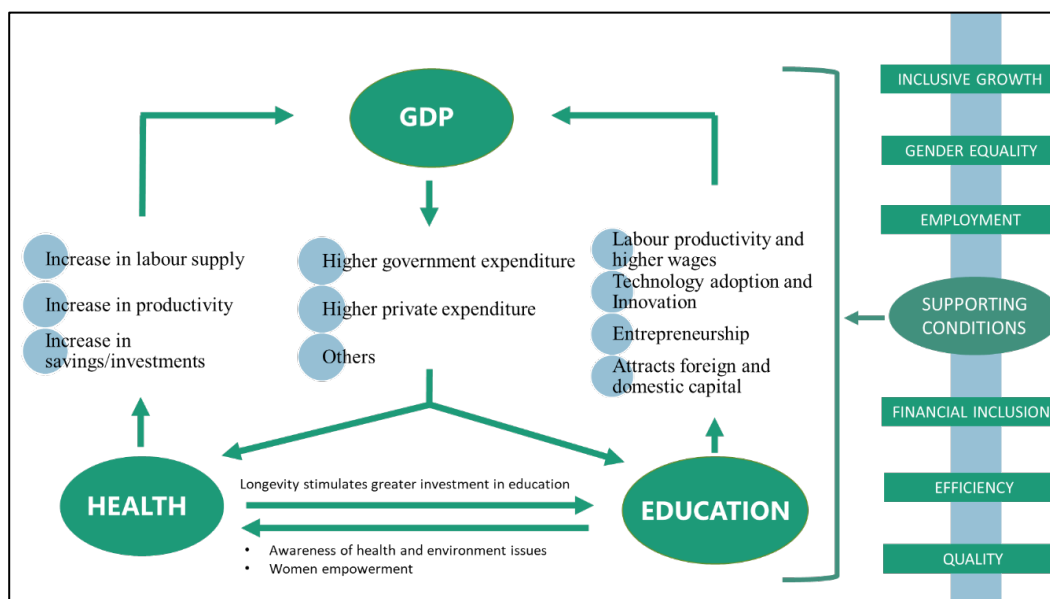 GDP
Increase in labour supply
Increase in productivity
Increase in
savings/investments
Higher government expenditure
Higher private expenditure
Others
Labour productivity and
higher wages
Technology adoption and
Innovation
Entrepreneurship
Attracts foreign and
domestic capital
HEALTH
Longevity stimulates greater investment in education
• Awareness of health and environment issues
• Women empowerment
EDUCATION
INCLUSIVE GROWTH
GENDER EQUALITY
EMPLOYMENT
SUPPORTING
CONDITIONS
FINANCIAL INCLUSION
EFFICIENCY
QUALITY